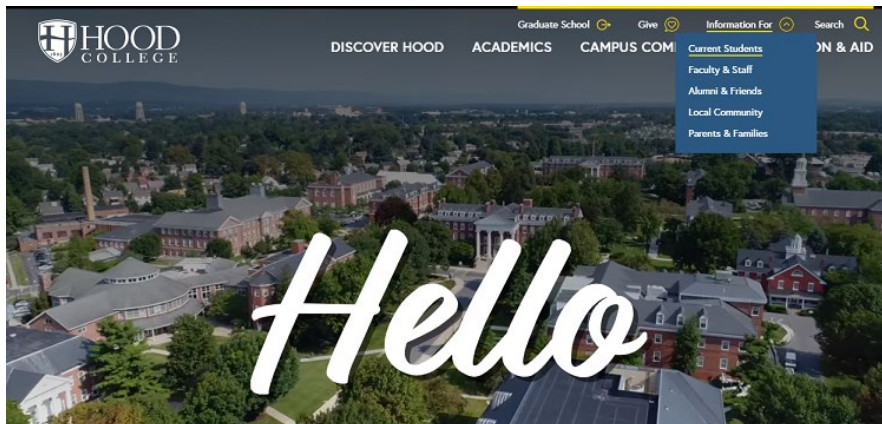 Graduate School Give Information For Search
HOOD
COLLEGE
1893
DISCOVER HOOD ACADEMICS CAMPUS COM ON & AID
Current Students
Faculty & Staff
Alumni & Friends
Local Community
Parents & Families
Hello